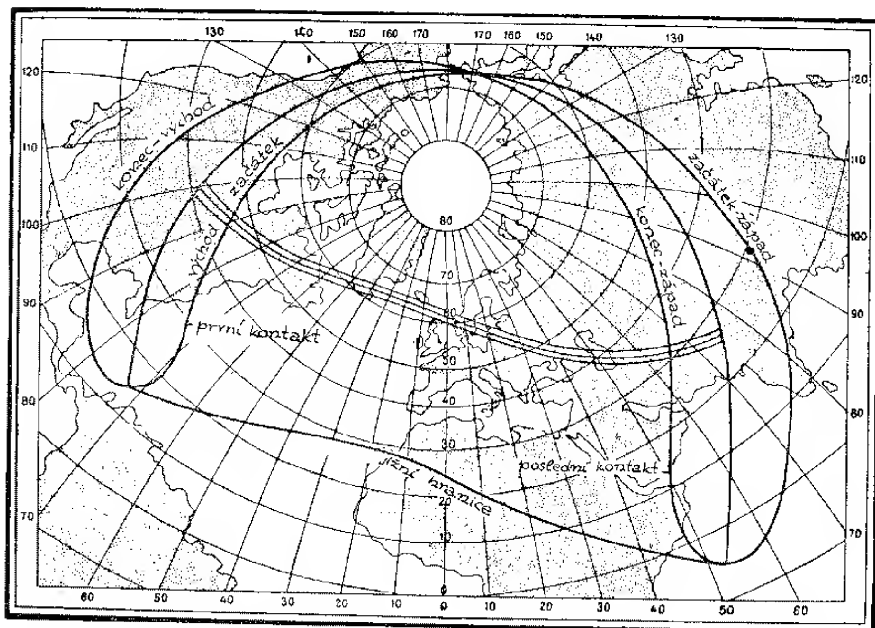 130 140 150 160 170 180 170 160 150 140 130
120 120
110 110
100 100
90 90
80 80
70 70
konec-východ
začátek
východ
první kontakt
začátek západ
konec-západ
poslední kontakt
jižní hranice
80
70
60
50
40
30
20
10
0
60 50 40 30 20 10 0 10 20 30 40 50 60